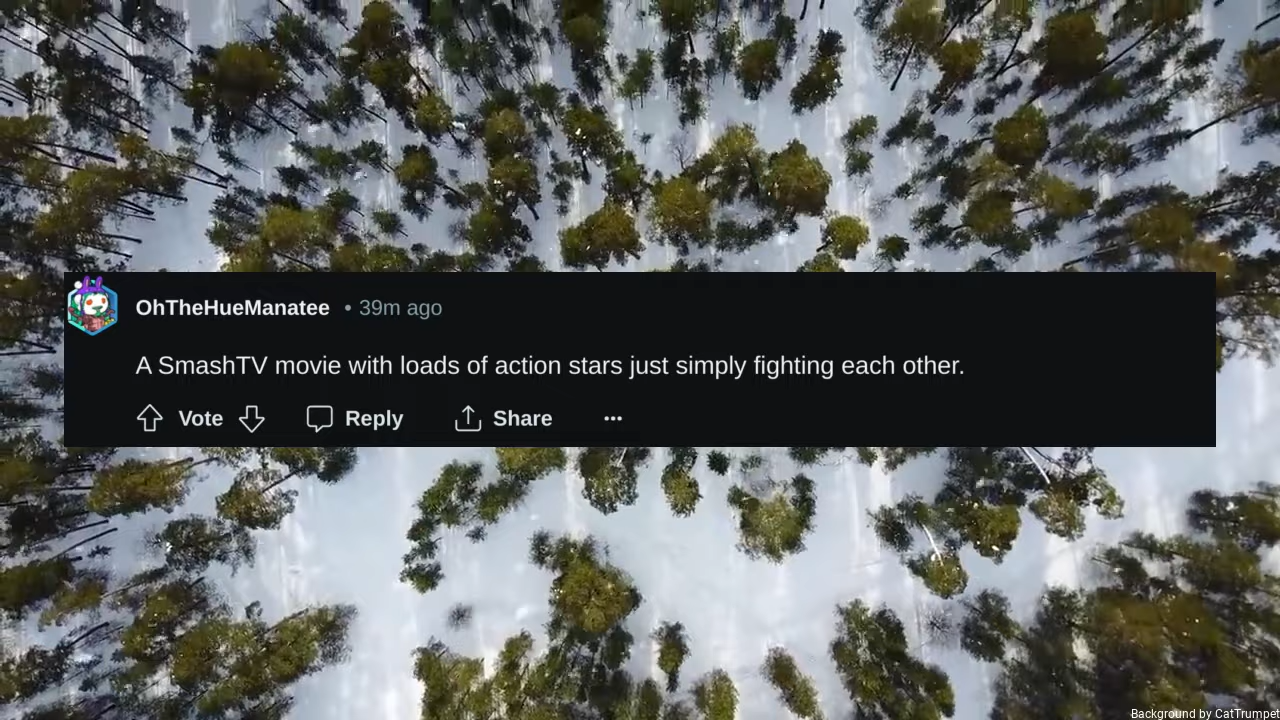 OhTheHueManatee • 39m ago
A SmashTV movie with loads of action stars just simply fighting each other.
Vote Reply Share
Background by CatTrumpet